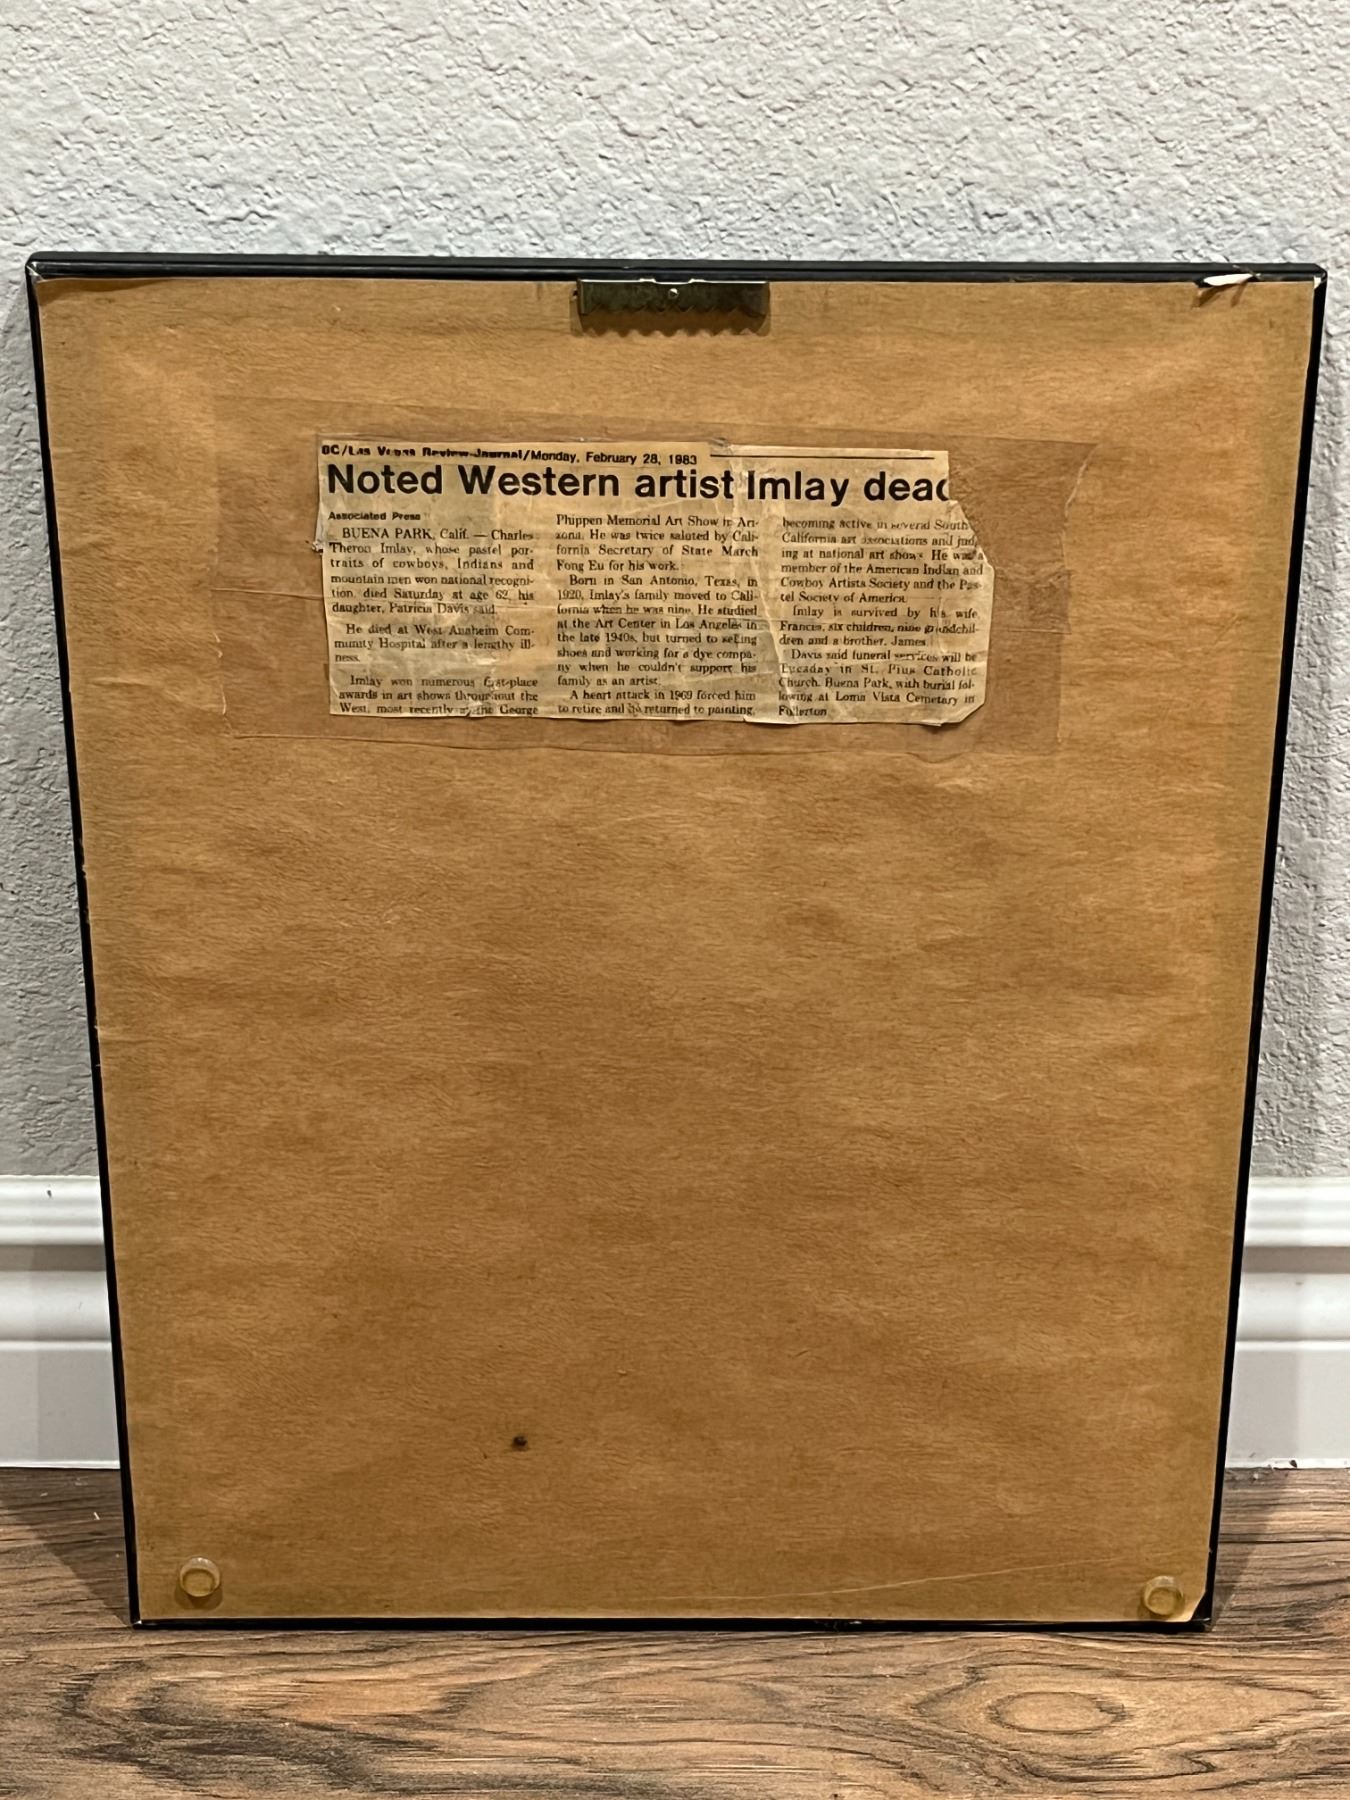 8C/Las Vegas Review-Journal/Monday, February 28, 1983
Noted Western artist Imlay dead
Associated Press
BUENA PARK, Calif. — Charles
Theron Imlay, whose pastel por-
traits of cowboys, Indians and
mountain men won national recogni-
tion, died Saturday at age 62, his
daughter, Patricia Davis said.
He died at West Anaheim Com-
munity Hospital after a lengthy ill-
ness.
Imlay won numerous first-place
awards in art shows throughout the
West, most recently at the George
Phippen Memorial Art Show in Ari-
zona. He was twice saluted by Cali-
fornia Secretary of State March
Fong Eu for his work.
Born in San Antonio, Texas, in
1920, Imlay's family moved to Cali-
fornia when he was nine. He studied
at the Art Center in Los Angeles in
the late 1940s, but turned to selling
shoes and working for a dye compa-
ny when he couldn't support his
family as an artist.
A heart attack in 1969 forced him
to retire and he returned to painting,
becoming active in several South
California art associations and judg
ing at national art shows. He was a
member of the American Indian and
Cowboy Artists Society and the Pas-
tel Society of America.
Imlay is survived by his wife,
Frances, six children, nine grandchil-
dren and a brother, James.
Davis said funeral services will be
Tuesday in St. Pius Catholic
Church, Buena Park, with burial fol-
lowing at Loma Vista Cemetary in
Fullerton.